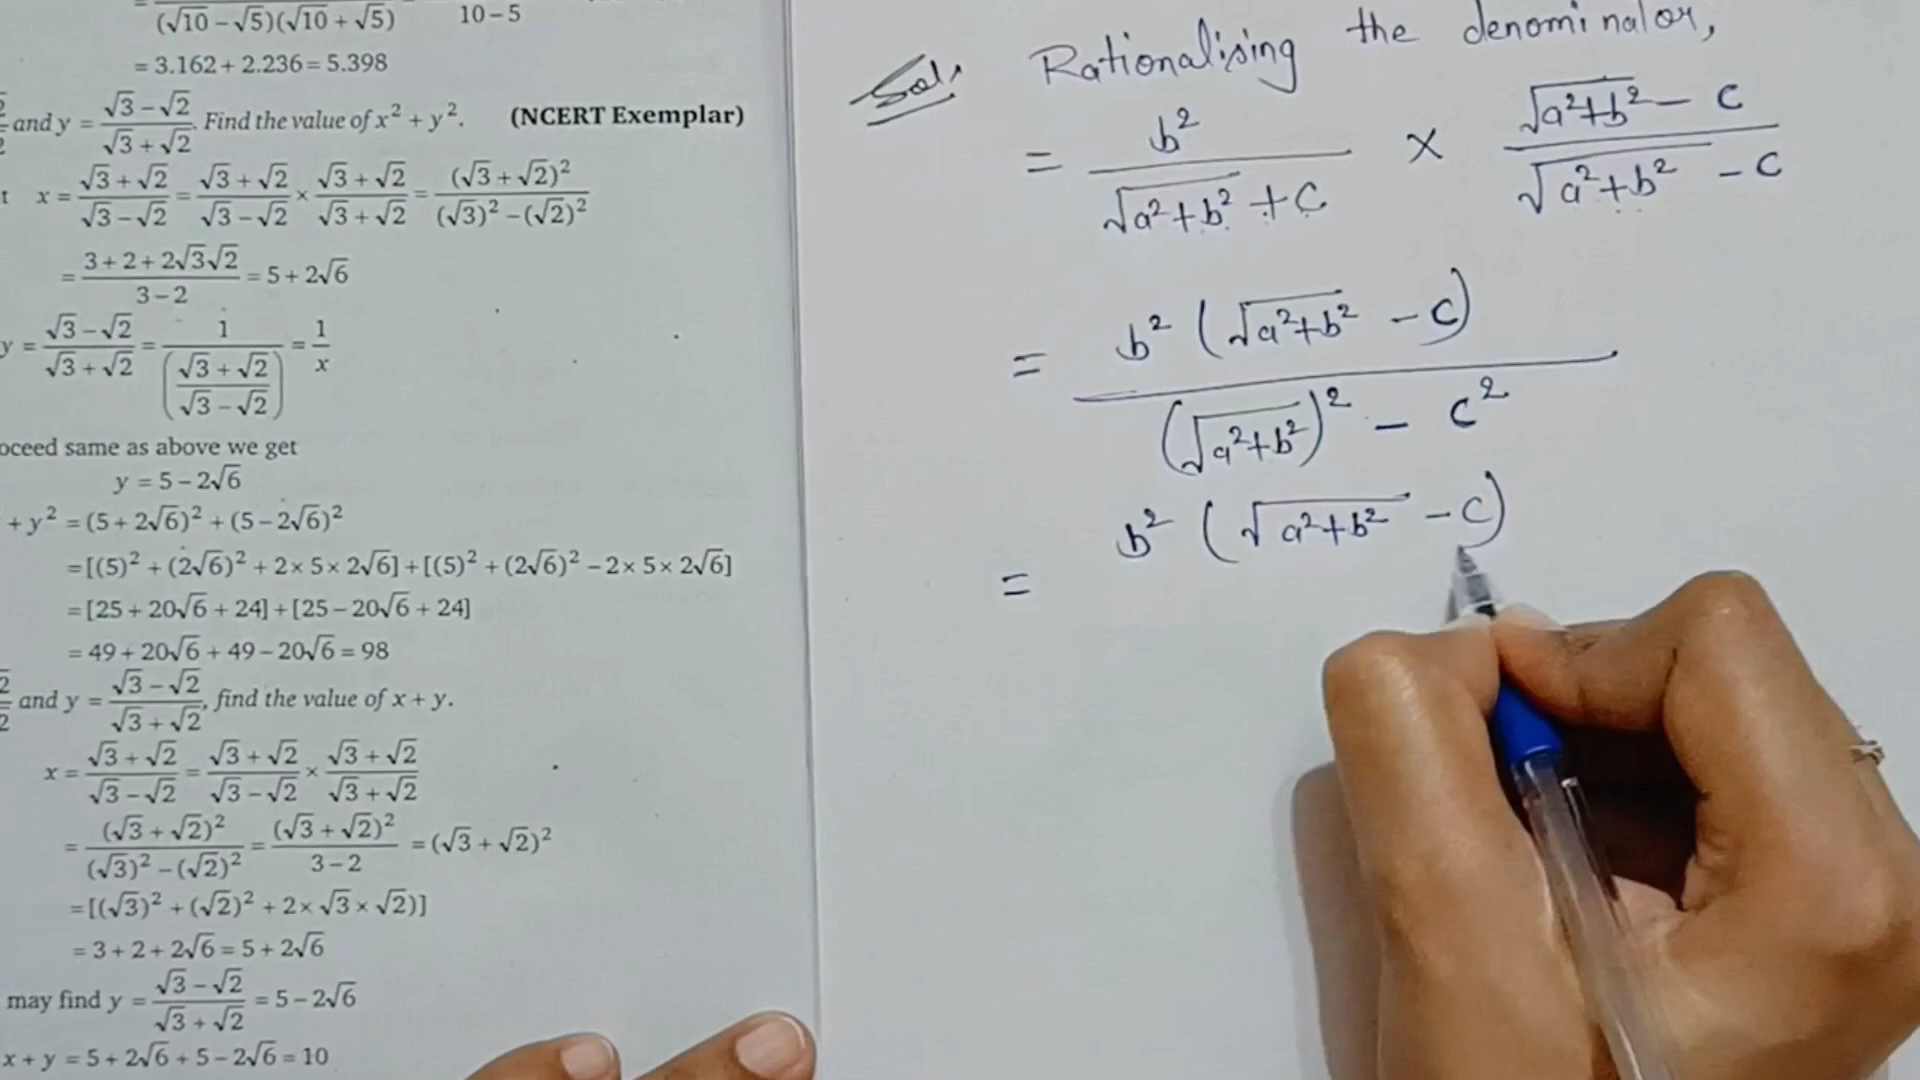 = (√10 − √5)(√10 + √5)   10 − 5
= 3.162 + 2.236 = 5.398
and y = (√3 − √2)/(√3 + √2). Find the value of x² + y². (NCERT Exemplar)
x = (√3 + √2)/(√3 − √2) = (√3 + √2)/(√3 − √2) × (√3 + √2)/(√3 + √2) = (√3 + √2)²/((√3)² − (√2)²)
= (3 + 2 + 2√3√2)/(3 − 2) = 5 + 2√6
y = (√3 − √2)/(√3 + √2) = 1/((√3 + √2)/(√3 − √2)) = 1/x
oceed same as above we get
y = 5 − 2√6
+ y² = (5 + 2√6)² + (5 − 2√6)²
= [(5)² + (2√6)² + 2 × 5 × 2√6] + [(5)² + (2√6)² − 2 × 5 × 2√6]
= [25 + 20√6 + 24] + [25 − 20√6 + 24]
= 49 + 20√6 + 49 − 20√6 = 98
and y = (√3 − √2)/(√3 + √2), find the value of x + y.
x = (√3 + √2)/(√3 − √2) = (√3 + √2)/(√3 − √2) × (√3 + √2)/(√3 + √2)
= (√3 + √2)²/((√3)² − (√2)²) = (√3 + √2)²/(3 − 2) = (√3 + √2)²
= [(√3)² + (√2)² + 2 × √3 × √2)]
= 3 + 2 + 2√6 = 5 + 2√6
may find y = (√3 − √2)/(√3 + √2) = 5 − 2√6
x + y = 5 + 2√6 + 5 − 2√6 = 10
Sol. Rationalising the denominator,
= b²/(√(a²+b²) + c) × (√(a²+b²) − c)/(√(a²+b²) − c)
= b²(√(a²+b²) − c)/((√(a²+b²))² − c²)
= b²(√(a²+b²) − c)